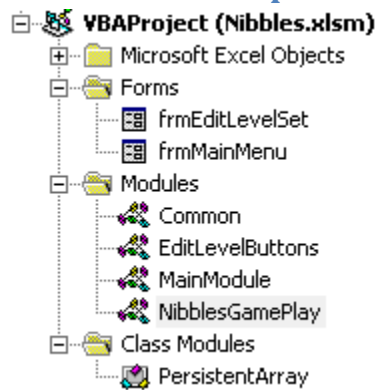 VBAProject (Nibbles.xlsm)
Microsoft Excel Objects
Forms
frmEditLevelSet
frmMainMenu
Modules
Common
EditLevelButtons
MainModule
NibblesGamePlay
Class Modules
PersistentArray